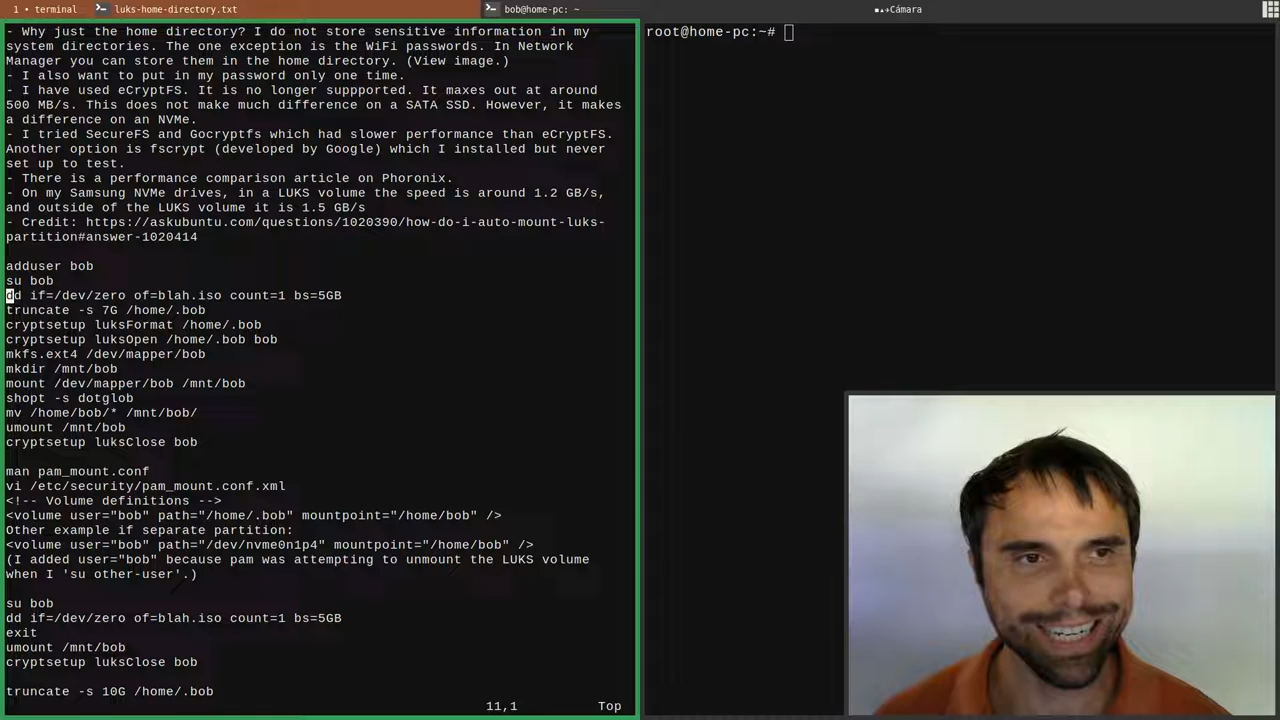 1 • terminal luks-home-directory.txt bob@home-pc: ~ Cámara
- Why just the home directory? I do not store sensitive information in my
system directories. The one exception is the WiFi passwords. In Network
Manager you can store them in the home directory. (View image.)
- I also want to put in my password only one time.
- I have used eCryptFS. It is no longer suppported. It maxes out at around
500 MB/s. This does not make much difference on a SATA SSD. However, it makes
a difference on an NVMe.
- I tried SecureFS and Gocryptfs which had slower performance than eCryptFS.
Another option is fscrypt (developed by Google) which I installed but never
set up to test.
- There is a performance comparison article on Phoronix.
- On my Samsung NVMe drives, in a LUKS volume the speed is around 1.2 GB/s,
and outside of the LUKS volume it is 1.5 GB/s
- Credit: https://askubuntu.com/questions/1020390/how-do-i-auto-mount-luks-
partition#answer-1020414
adduser bob
su bob
dd if=/dev/zero of=blah.iso count=1 bs=5GB
truncate -s 7G /home/.bob
cryptsetup luksFormat /home/.bob
cryptsetup luksOpen /home/.bob bob
mkfs.ext4 /dev/mapper/bob
mkdir /mnt/bob
mount /dev/mapper/bob /mnt/bob
shopt -s dotglob
mv /home/bob/* /mnt/bob/
umount /mnt/bob
cryptsetup luksClose bob
man pam_mount.conf
vi /etc/security/pam_mount.conf.xml
<!-- Volume definitions -->
<volume user="bob" path="/home/.bob" mountpoint="/home/bob" />
Other example if separate partition:
<volume user="bob" path="/dev/nvme0n1p4" mountpoint="/home/bob" />
(I added user="bob" because pam was attempting to unmount the LUKS volume
when I 'su other-user'.)
su bob
dd if=/dev/zero of=blah.iso count=1 bs=5GB
exit
umount /mnt/bob
cryptsetup luksClose bob
truncate -s 10G /home/.bob
11,1 Top
root@home-pc:~#